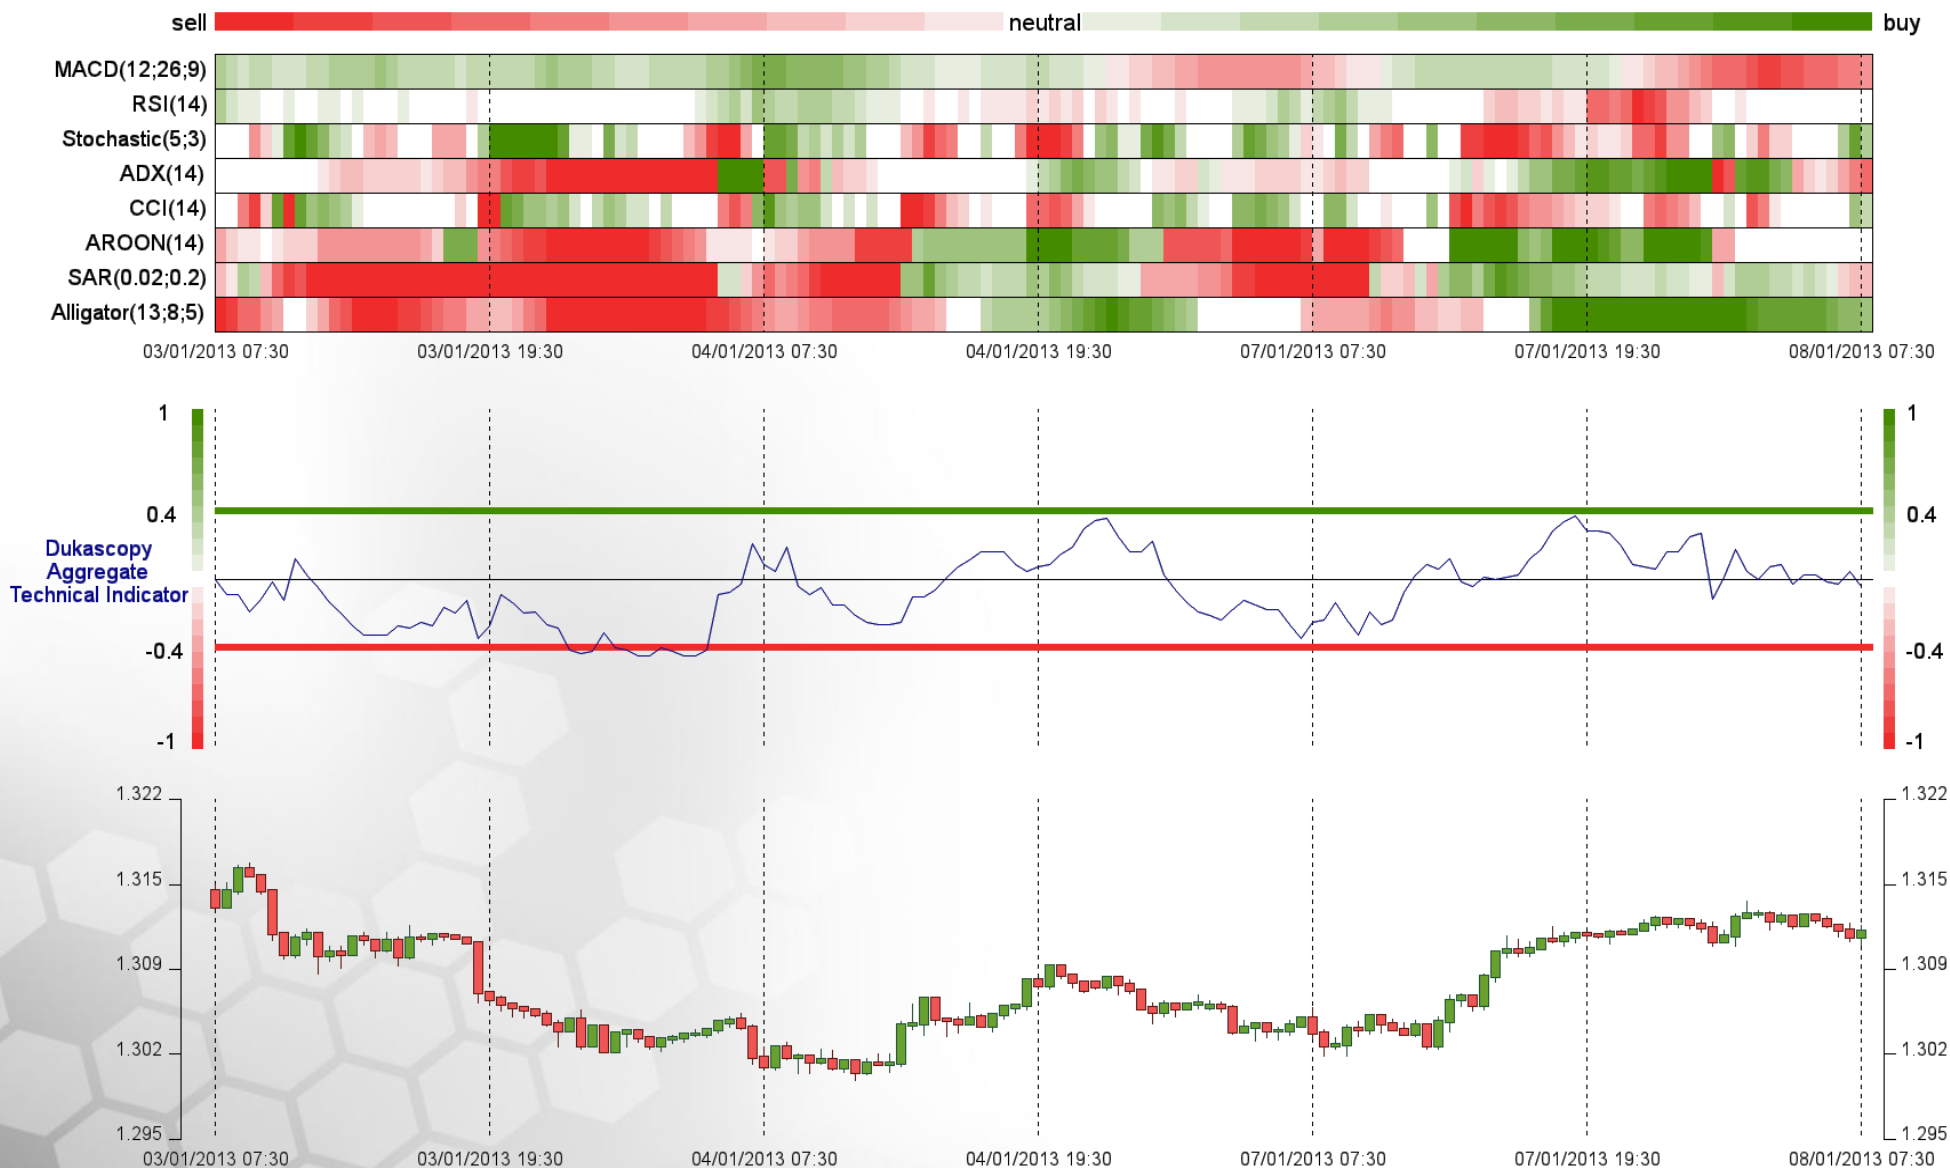 sell neutral buy
MACD(12;26;9)
RSI(14)
Stochastic(5;3)
ADX(14)
CCI(14)
AROON(14)
SAR(0.02;0.2)
Alligator(13;8;5)
03/01/2013 07:30 03/01/2013 19:30 04/01/2013 07:30 04/01/2013 19:30 07/01/2013 07:30 07/01/2013 19:30 08/01/2013 07:30
1 1
0.4 0.4
Dukascopy
Aggregate
Technical Indicator
-0.4 -0.4
-1 -1
1.322 1.322
1.315 1.315
1.309 1.309
1.302 1.302
1.295 1.295
03/01/2013 07:30 03/01/2013 19:30 04/01/2013 07:30 04/01/2013 19:30 07/01/2013 07:30 07/01/2013 19:30 08/01/2013 07:30